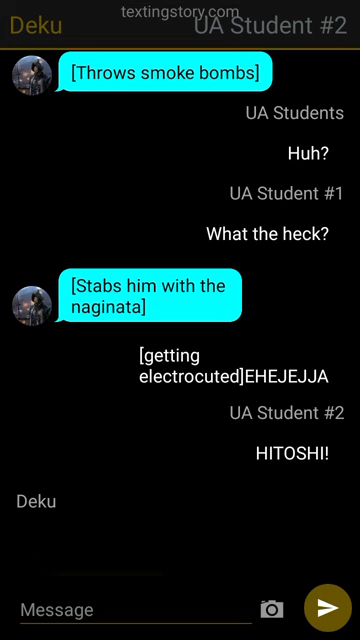 textingstory.com
Deku
UA Student #2
[Throws smoke bombs]
UA Students
Huh?
UA Student #1
What the heck?
[Stabs him with the
naginata]
[getting
electrocuted]EHEJEJJA
UA Student #2
HITOSHI!
Deku
Message